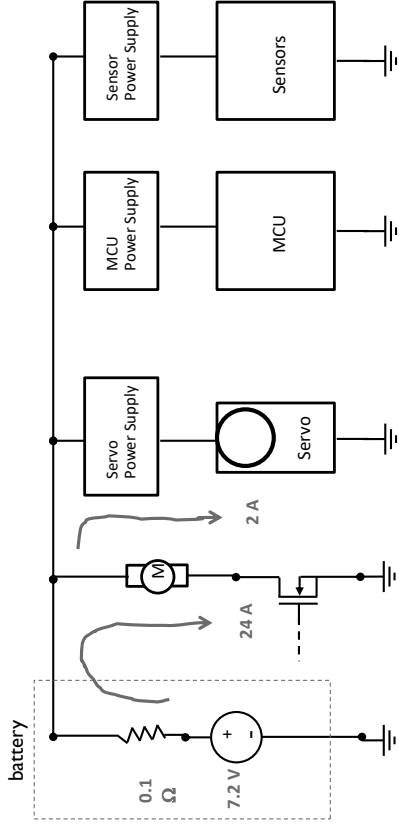 battery
0.1
Ω
7.2 V
+
-
24 A
M
2 A
Servo
Power Supply
Servo
MCU
Power Supply
MCU
Sensor
Power Supply
Sensors